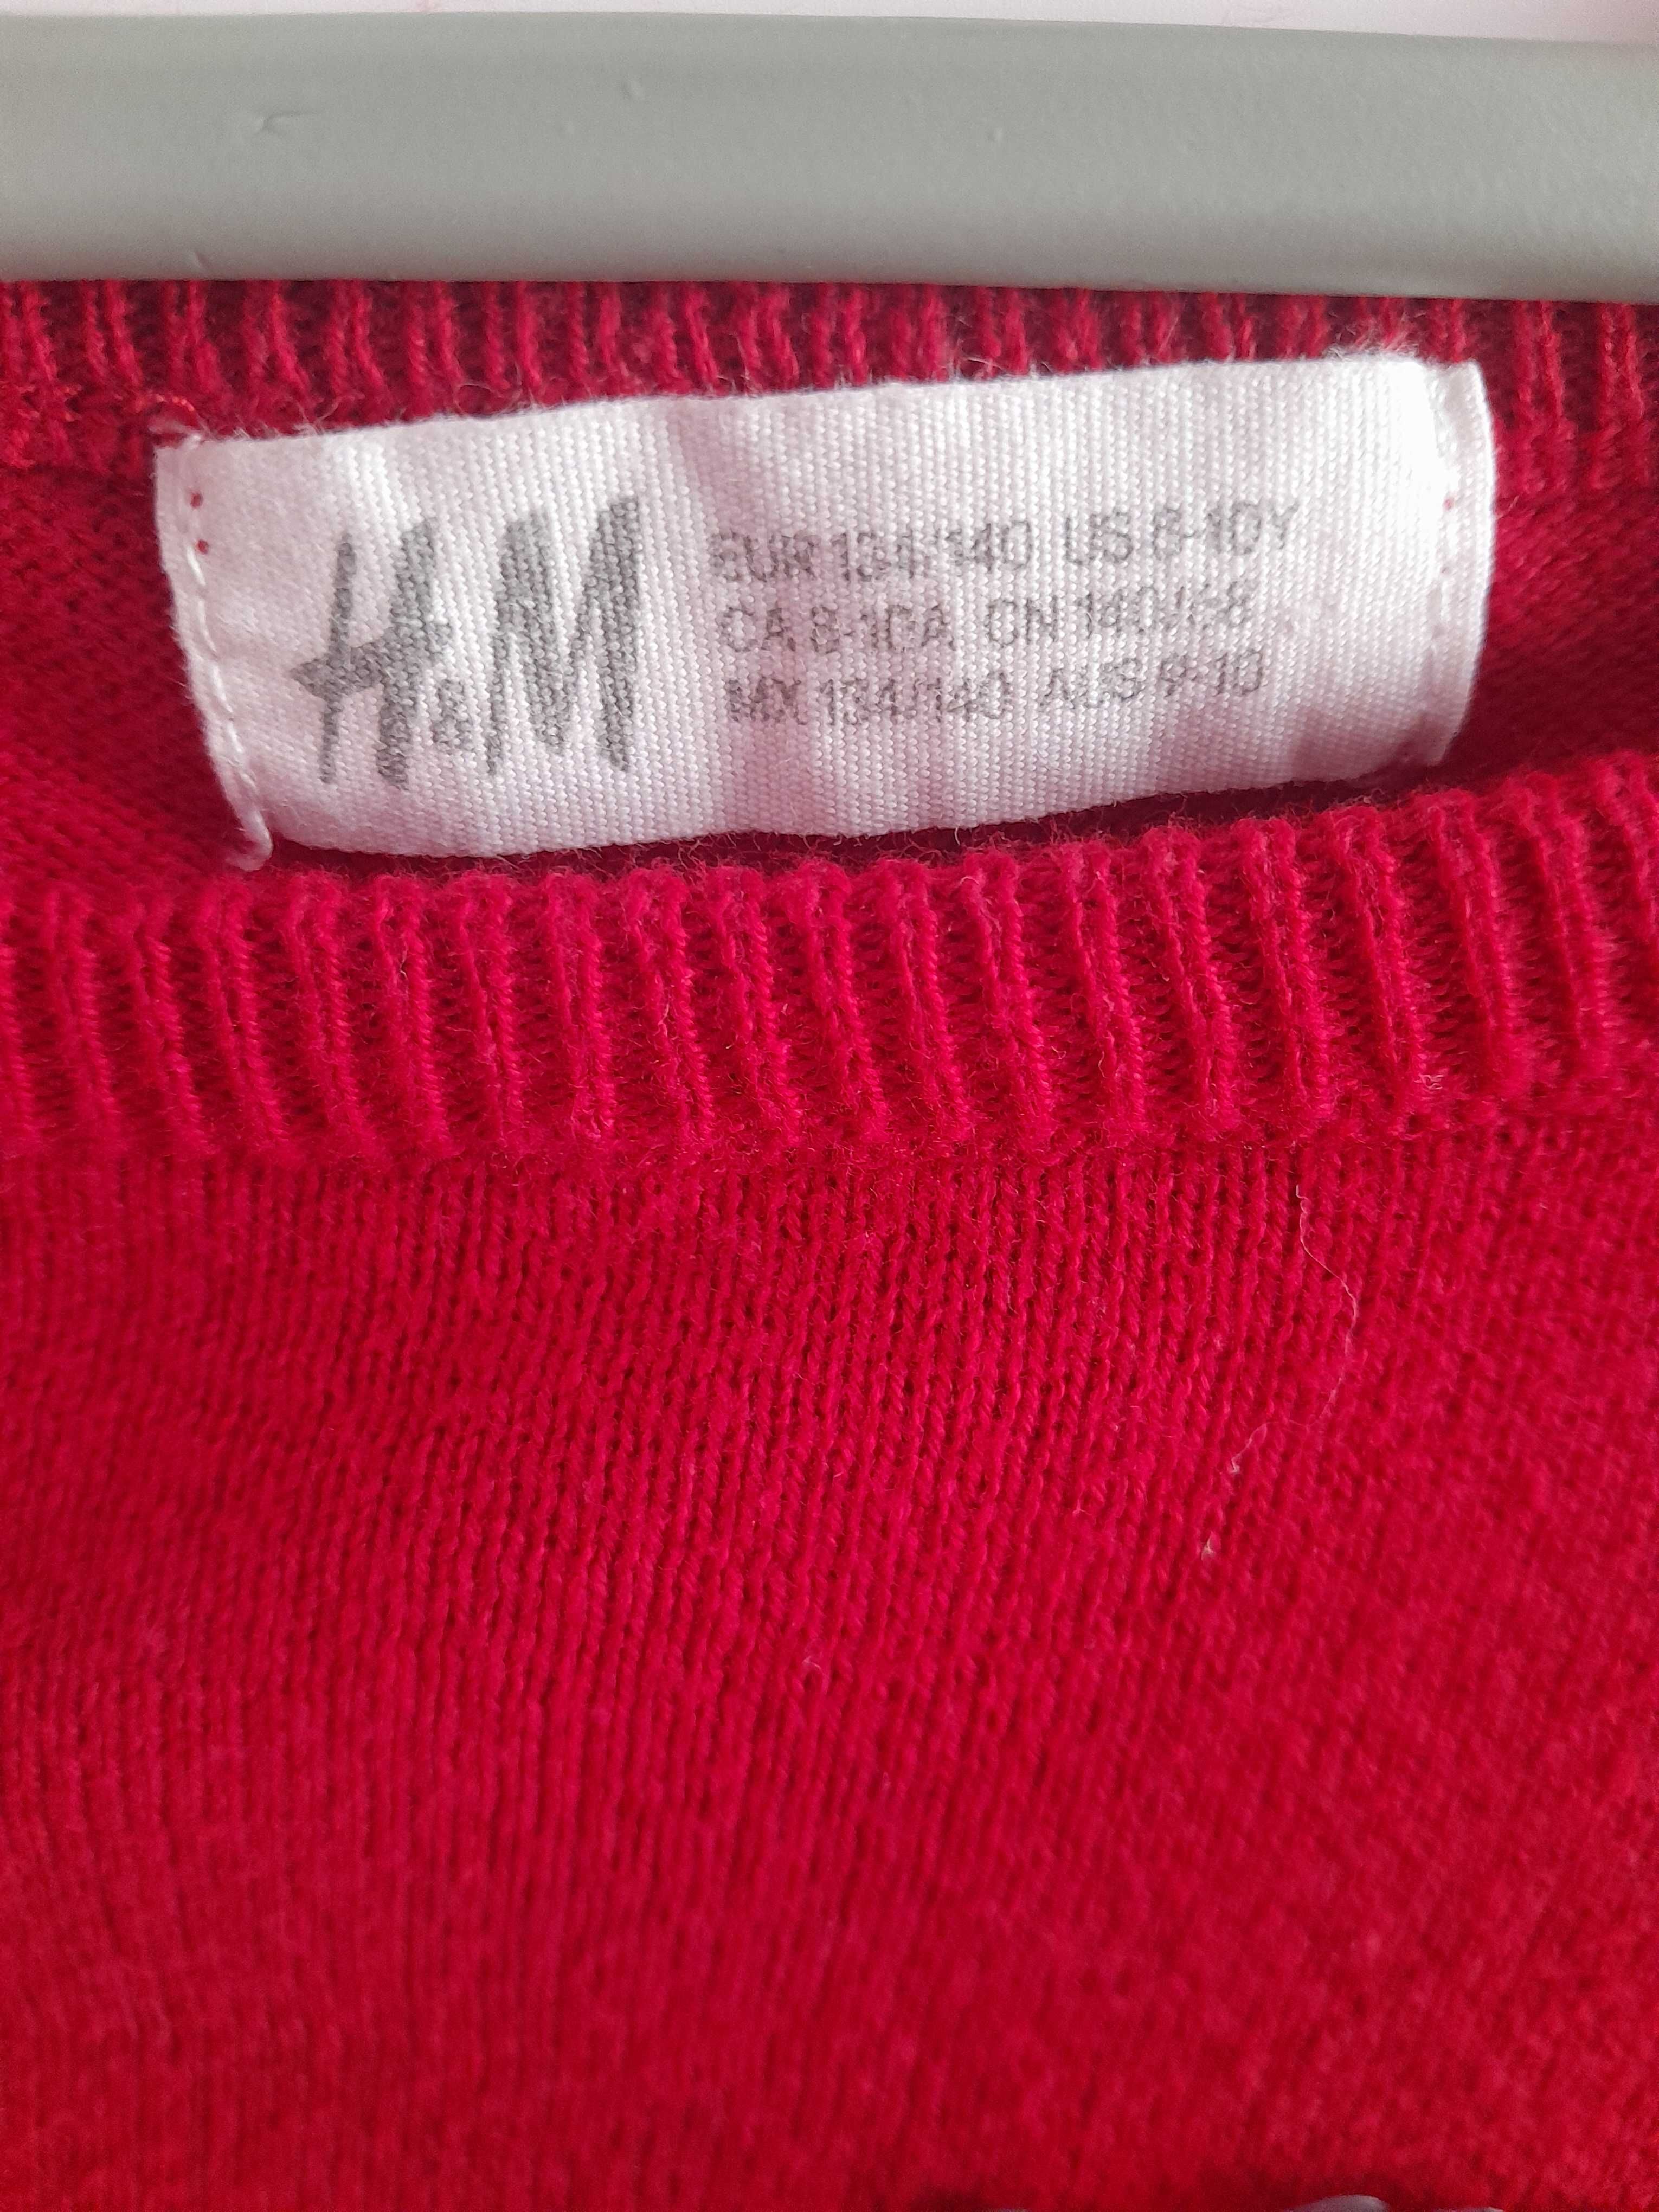 H&M
EUR 134/140 US 8-10Y
CA 8-10A CN 140/68
MX 134/140 AUS 9-10